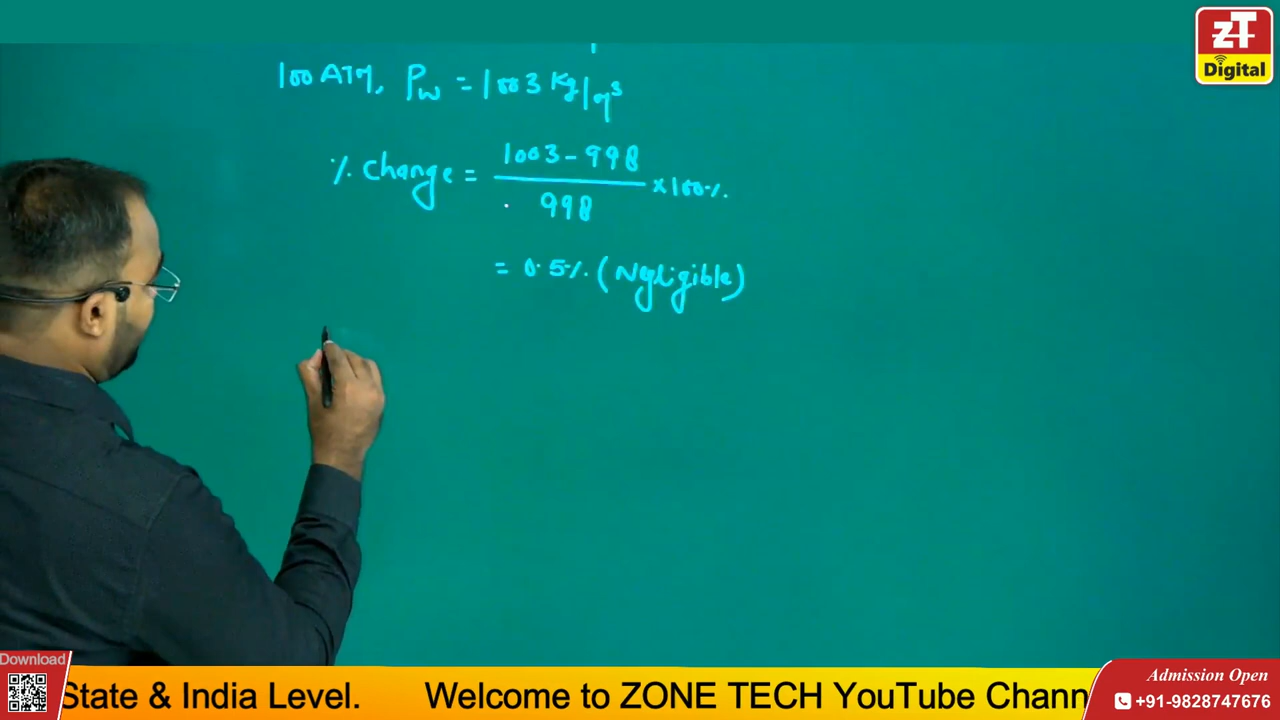 100 ATM, ρw = 1003 Kg/m³
% Change = 1003 - 998 / 998 × 100%
= 0.5% (Negligible)
ZT
Digital
Download
State & India Level. Welcome to ZONE TECH YouTube Chann
Admission Open
+91-9828747676